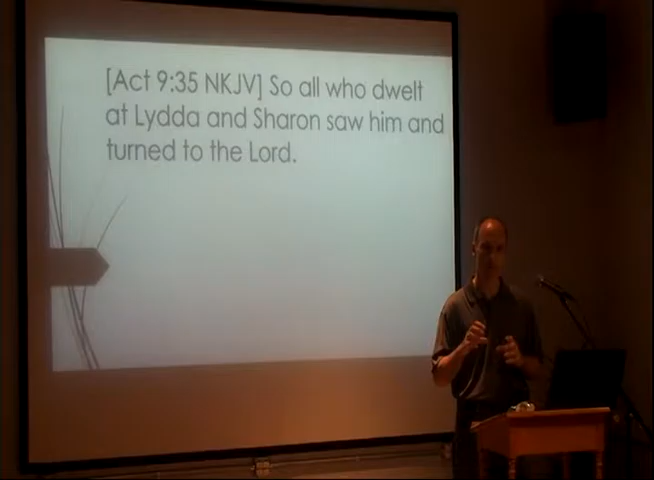 [Act 9:35 NKJV] So all who dwelt
at Lydda and Sharon saw him and
turned to the Lord.